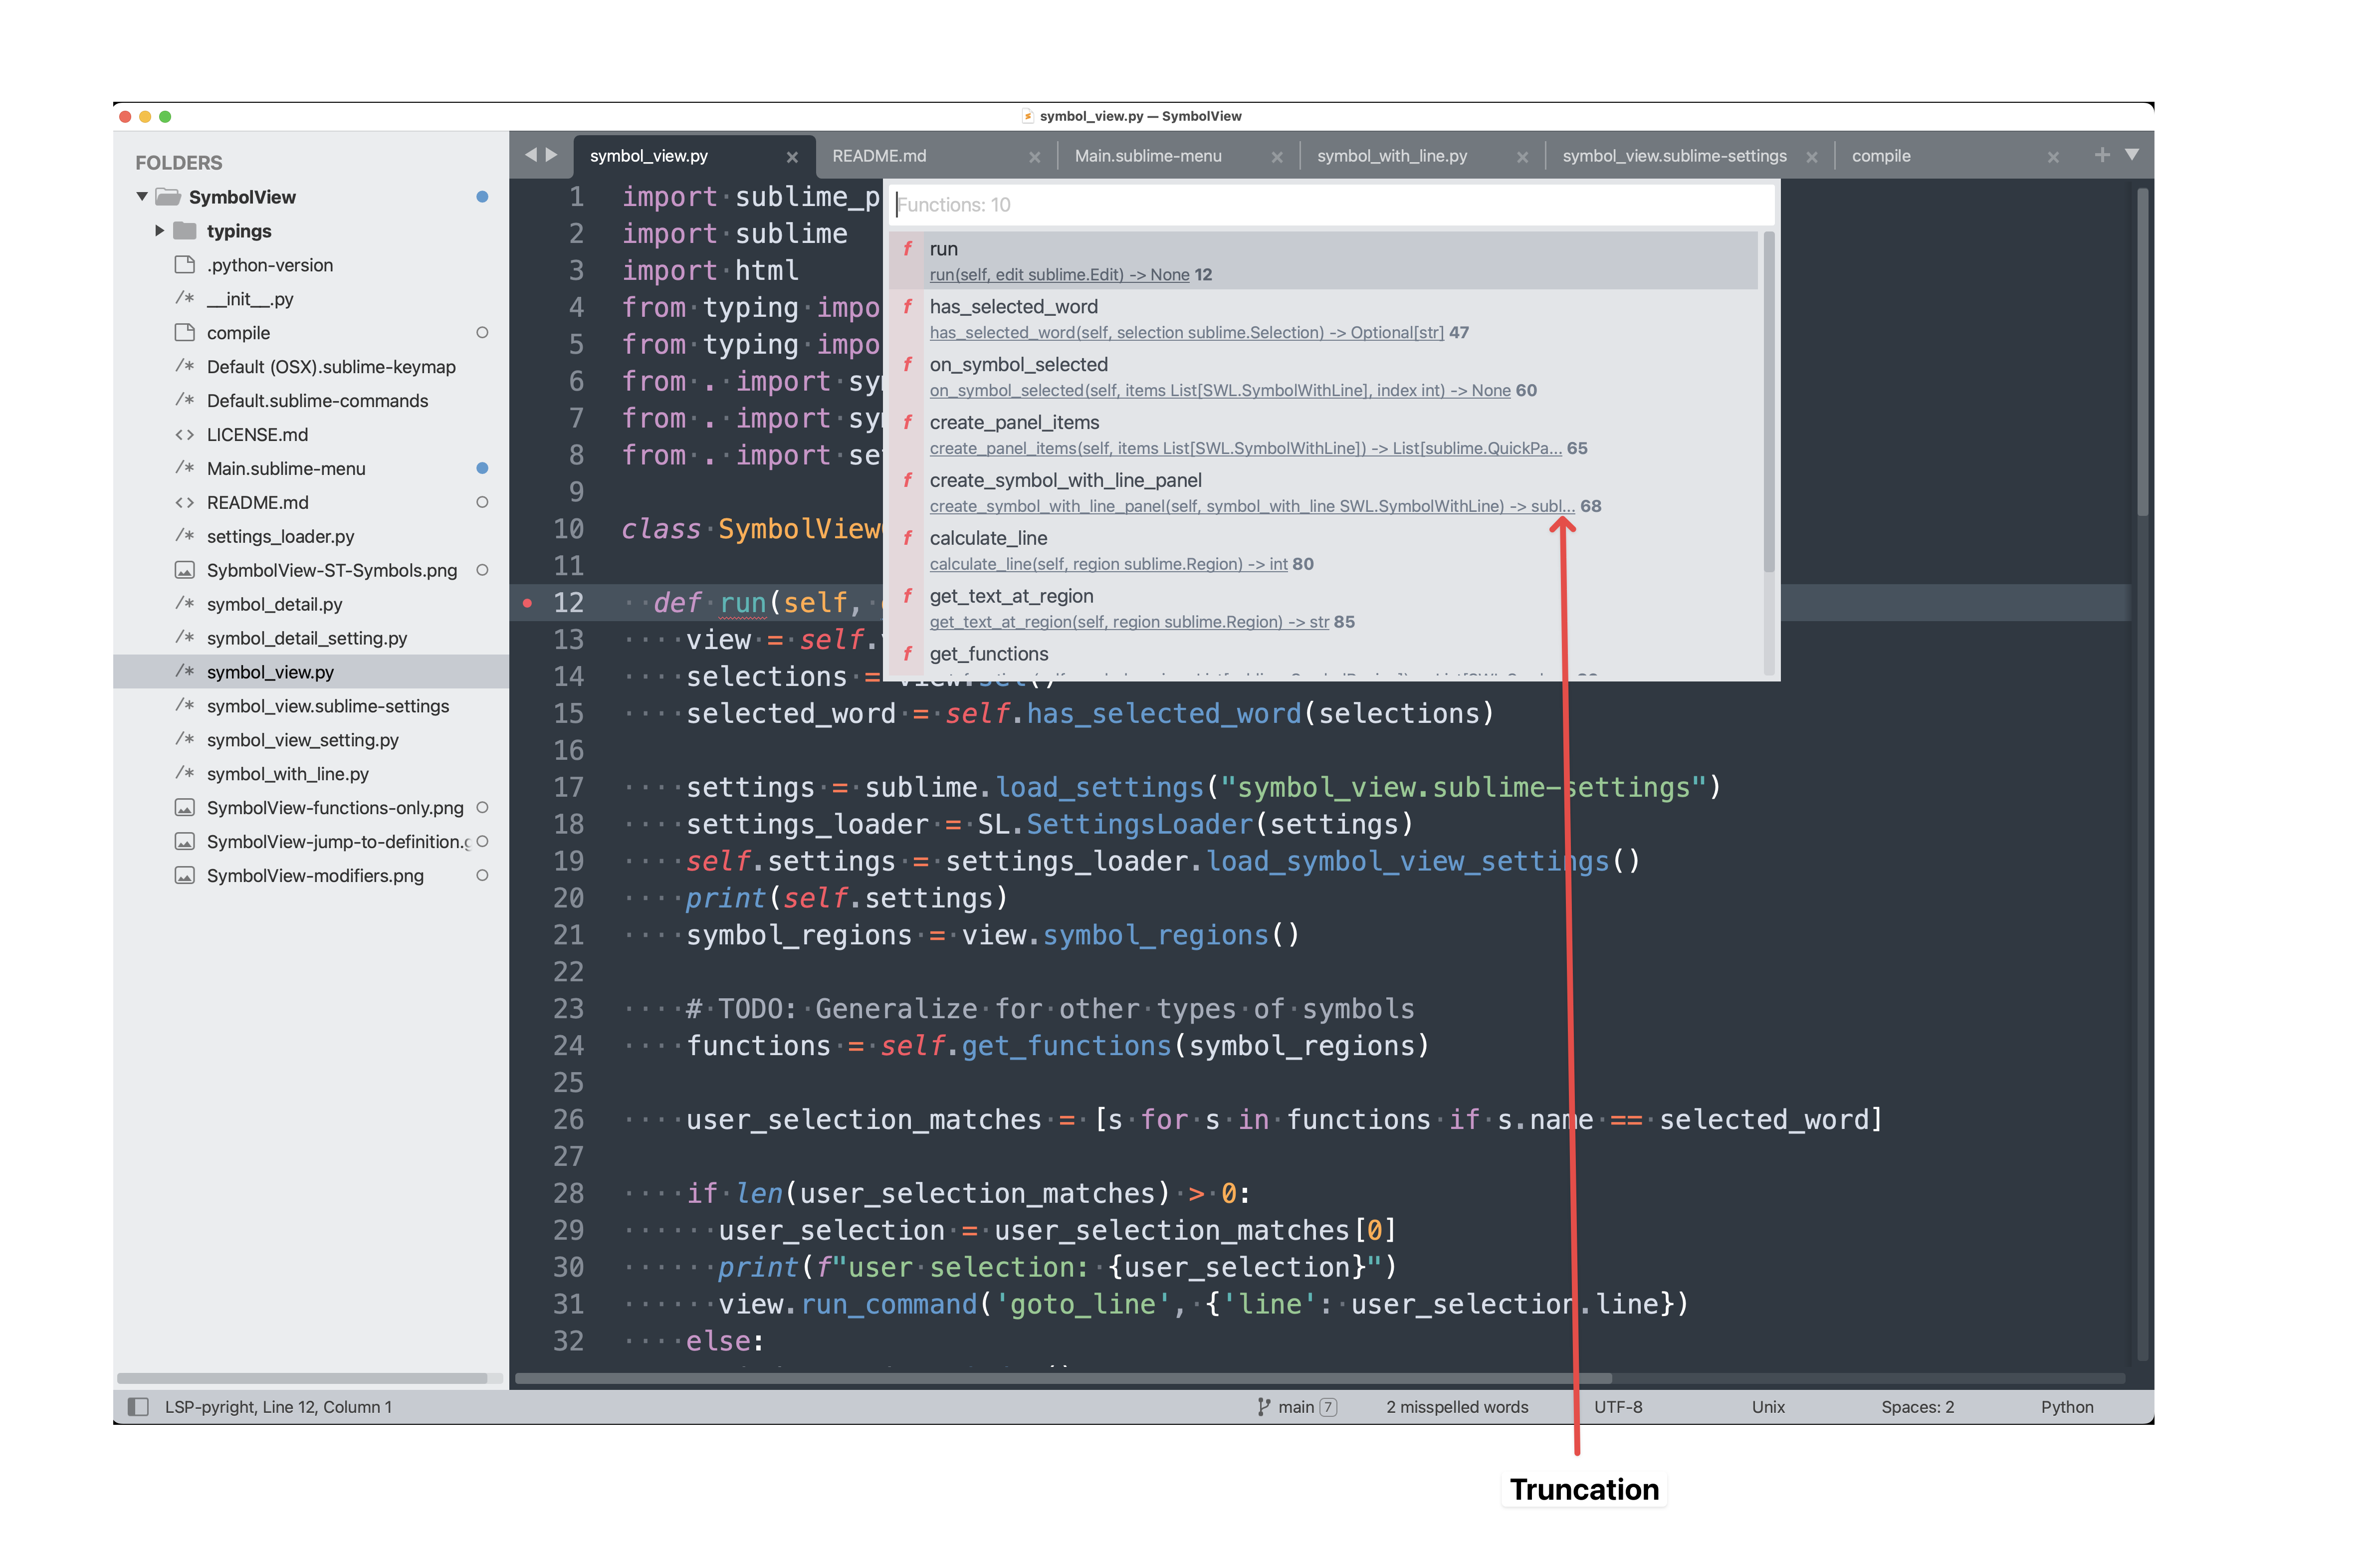 symbol_view.py — SymbolView
FOLDERS
SymbolView
typings
.python-version
/* __init__.py
compile
/* Default (OSX).sublime-keymap
/* Default.sublime-commands
<> LICENSE.md
/* Main.sublime-menu
<> README.md
/* settings_loader.py
SybmbolView-ST-Symbols.png
/* symbol_detail.py
/* symbol_detail_setting.py
/* symbol_view.py
/* symbol_view.sublime-settings
/* symbol_view_setting.py
/* symbol_with_line.py
SymbolView-functions-only.png
SymbolView-jump-to-definition.g
SymbolView-modifiers.png
symbol_view.py × README.md × Main.sublime-menu × symbol_with_line.py × symbol_view.sublime-settings × compile × +
1 import sublime_p
2 import sublime
3 import html
4 from typing impo
5 from typing impo
6 from . import sy
7 from . import sy
8 from . import se
9
10 class SymbolView
11
12 def run(self,
13 view = self.
14 selections = view.sel()
15 selected_word = self.has_selected_word(selections)
16
17 settings = sublime.load_settings("symbol_view.sublime-settings")
18 settings_loader = SL.SettingsLoader(settings)
19 self.settings = settings_loader.load_symbol_view_settings()
20 print(self.settings)
21 symbol_regions = view.symbol_regions()
22
23 # TODO: Generalize for other types of symbols
24 functions = self.get_functions(symbol_regions)
25
26 user_selection_matches = [s for s in functions if s.name == selected_word]
27
28 if len(user_selection_matches) > 0:
29 user_selection = user_selection_matches[0]
30 print(f"user selection: {user_selection}")
31 view.run_command('goto_line', {'line': user_selection.line})
32 else:
Functions: 10
f run
run(self, edit sublime.Edit) -> None 12
f has_selected_word
has_selected_word(self, selection sublime.Selection) -> Optional[str] 47
f on_symbol_selected
on_symbol_selected(self, items List[SWL.SymbolWithLine], index int) -> None 60
f create_panel_items
create_panel_items(self, items List[SWL.SymbolWithLine]) -> List[sublime.QuickPa... 65
f create_symbol_with_line_panel
create_symbol_with_line_panel(self, symbol_with_line SWL.SymbolWithLine) -> subl... 68
f calculate_line
calculate_line(self, region sublime.Region) -> int 80
f get_text_at_region
get_text_at_region(self, region sublime.Region) -> str 85
f get_functions
LSP-pyright, Line 12, Column 1 main 7 2 misspelled words UTF-8 Unix Spaces: 2 Python
Truncation